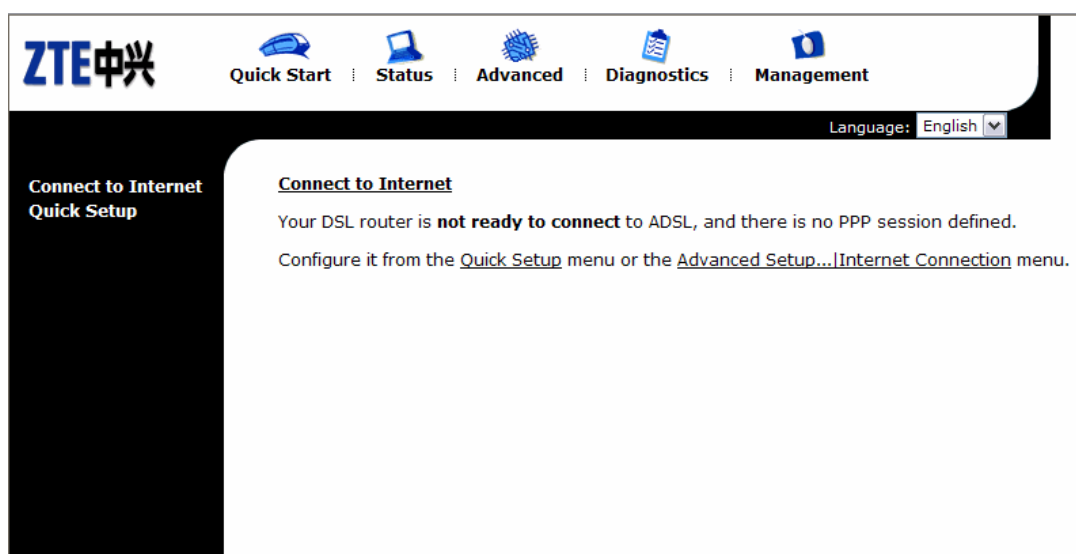 ZTE中兴
Quick Start Status Advanced Diagnostics Management
Language: English
Connect to Internet
Quick Setup
Connect to Internet
Your DSL router is not ready to connect to ADSL, and there is no PPP session defined.
Configure it from the Quick Setup menu or the Advanced Setup...|Internet Connection menu.